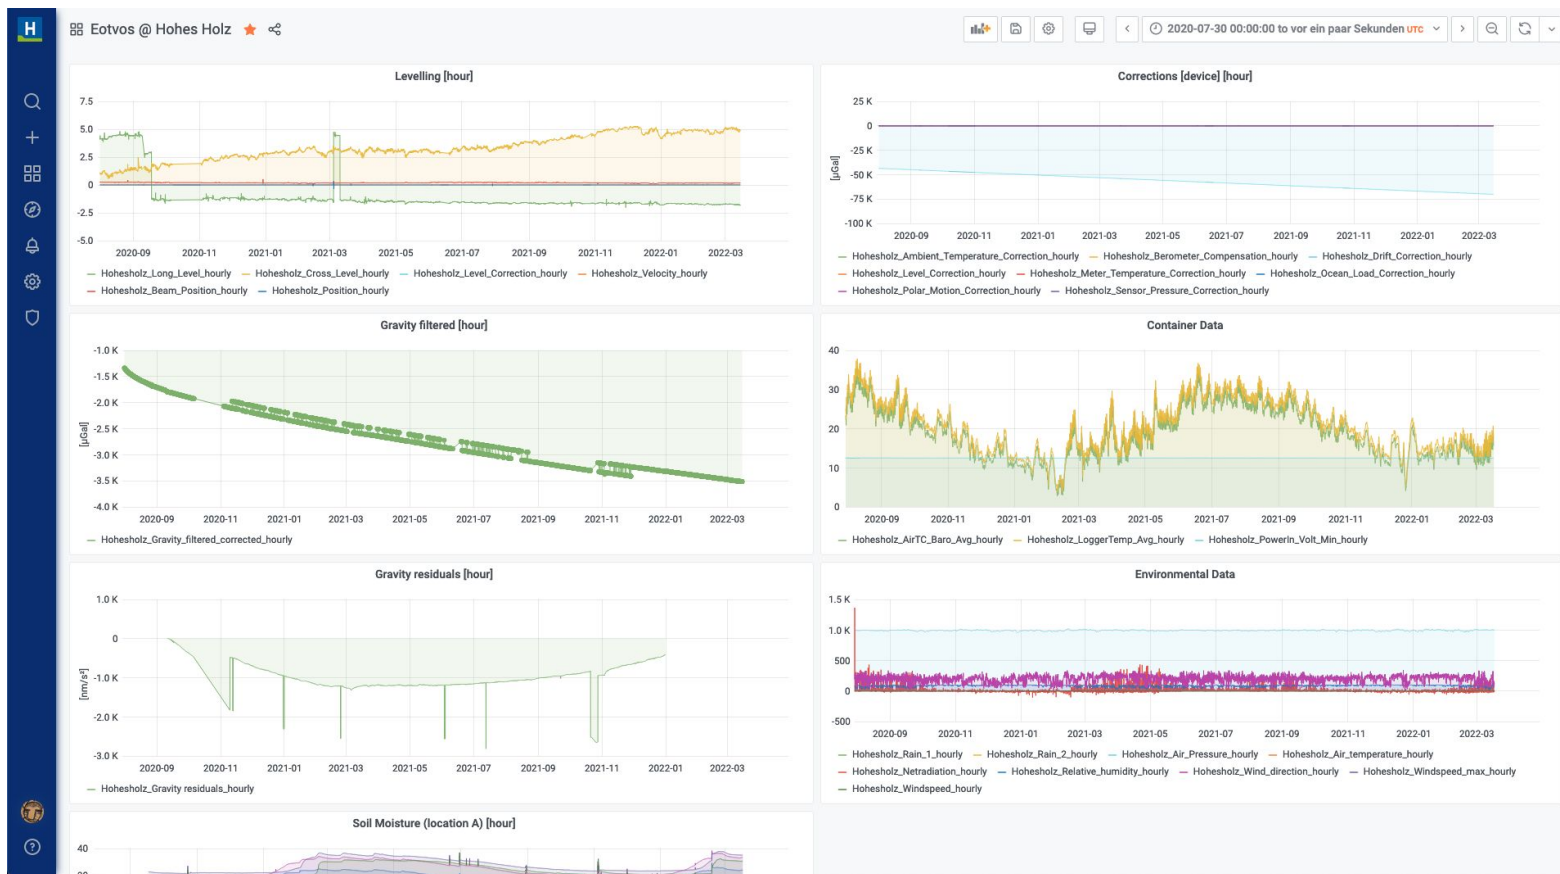 H
Eotvos @ Hohes Holz
2020-07-30 00:00:00 to vor ein paar Sekunden UTC
Levelling [hour]
7.5
5.0
2.5
0
-2.5
-5.0
2020-09 2020-11 2021-01 2021-03 2021-05 2021-07 2021-09 2021-11 2022-01 2022-03
Hohesholz_Long_Level_hourly Hohesholz_Cross_Level_hourly Hohesholz_Level_Correction_hourly Hohesholz_Velocity_hourly
Hohesholz_Beam_Position_hourly Hohesholz_Position_hourly
Corrections [device] [hour]
25 K
0
-25 K
-50 K
-75 K
-100 K
[μGal]
2020-09 2020-11 2021-01 2021-03 2021-05 2021-07 2021-09 2021-11 2022-01 2022-03
Hohesholz_Ambient_Temperature_Correction_hourly Hohesholz_Berometer_Compensation_hourly Hohesholz_Drift_Correction_hourly
Hohesholz_Level_Correction_hourly Hohesholz_Meter_Temperature_Correction_hourly Hohesholz_Ocean_Load_Correction_hourly
Hohesholz_Polar_Motion_Correction_hourly Hohesholz_Sensor_Pressure_Correction_hourly
Gravity filtered [hour]
-1.0 K
-1.5 K
-2.0 K
-2.5 K
-3.0 K
-3.5 K
-4.0 K
[μGal]
2020-09 2020-11 2021-01 2021-03 2021-05 2021-07 2021-09 2021-11 2022-01 2022-03
Hohesholz_Gravity_filtered_corrected_hourly
Container Data
40
30
20
10
0
2020-09 2020-11 2021-01 2021-03 2021-05 2021-07 2021-09 2021-11 2022-01 2022-03
Hohesholz_AirTC_Baro_Avg_hourly Hohesholz_LoggerTemp_Avg_hourly Hohesholz_PowerIn_Volt_Min_hourly
Gravity residuals [hour]
1.0 K
0
-1.0 K
-2.0 K
-3.0 K
[nm/s²]
2020-09 2020-11 2021-01 2021-03 2021-05 2021-07 2021-09 2021-11 2022-01 2022-03
Hohesholz_Gravity residuals_hourly
Environmental Data
1.5 K
1.0 K
500
0
-500
2020-09 2020-11 2021-01 2021-03 2021-05 2021-07 2021-09 2021-11 2022-01 2022-03
Hohesholz_Rain_1_hourly Hohesholz_Rain_2_hourly Hohesholz_Air_Pressure_hourly Hohesholz_Air_temperature_hourly
Hohesholz_Netradiation_hourly Hohesholz_Relative_humidity_hourly Hohesholz_Wind_direction_hourly Hohesholz_Windspeed_max_hourly
Hohesholz_Windspeed_hourly
Soil Moisture (location A) [hour]
40